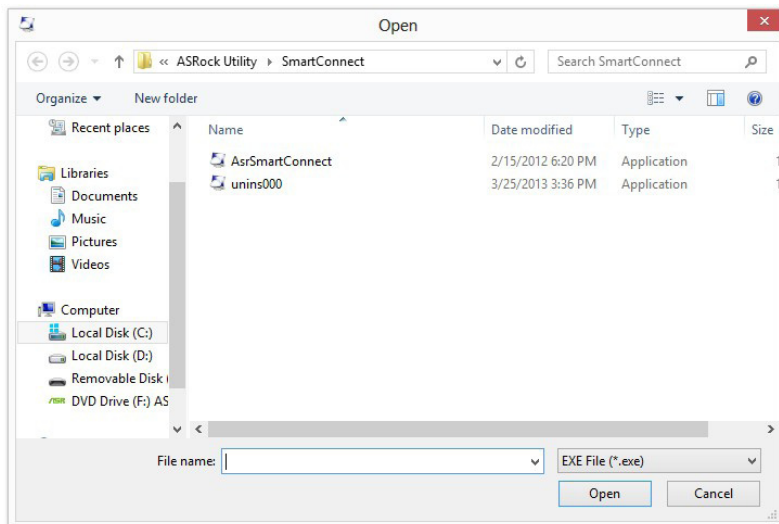 Open
« ASRock Utility SmartConnect
Search SmartConnect
Organize
New folder
Recent places
Libraries
Documents
Music
Pictures
Videos
Computer
Local Disk (C:)
Local Disk (D:)
Removable Disk
DVD Drive (F:) AS
Name Date modified Type Size
AsrSmartConnect 2/15/2012 6:20 PM Application 1
unins000 3/25/2013 3:36 PM Application 1
File name:
EXE File (*.exe)
Open
Cancel